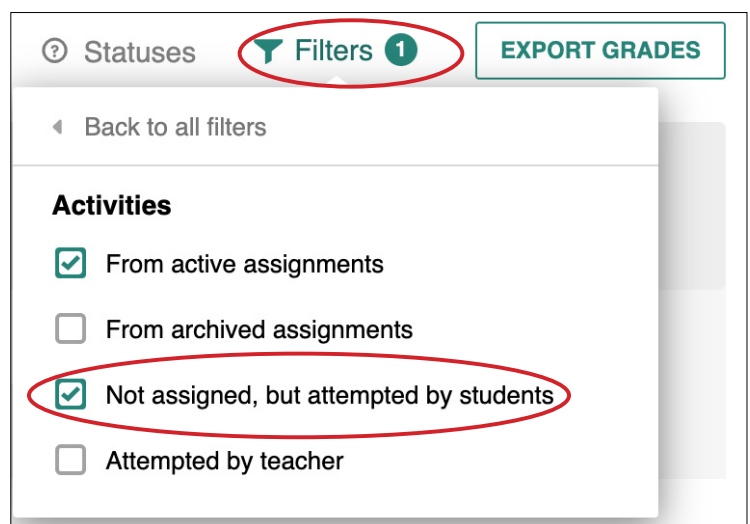 Statuses Filters 1 EXPORT GRADES
Back to all filters
Activities
From active assignments
From archived assignments
Not assigned, but attempted by students
Attempted by teacher